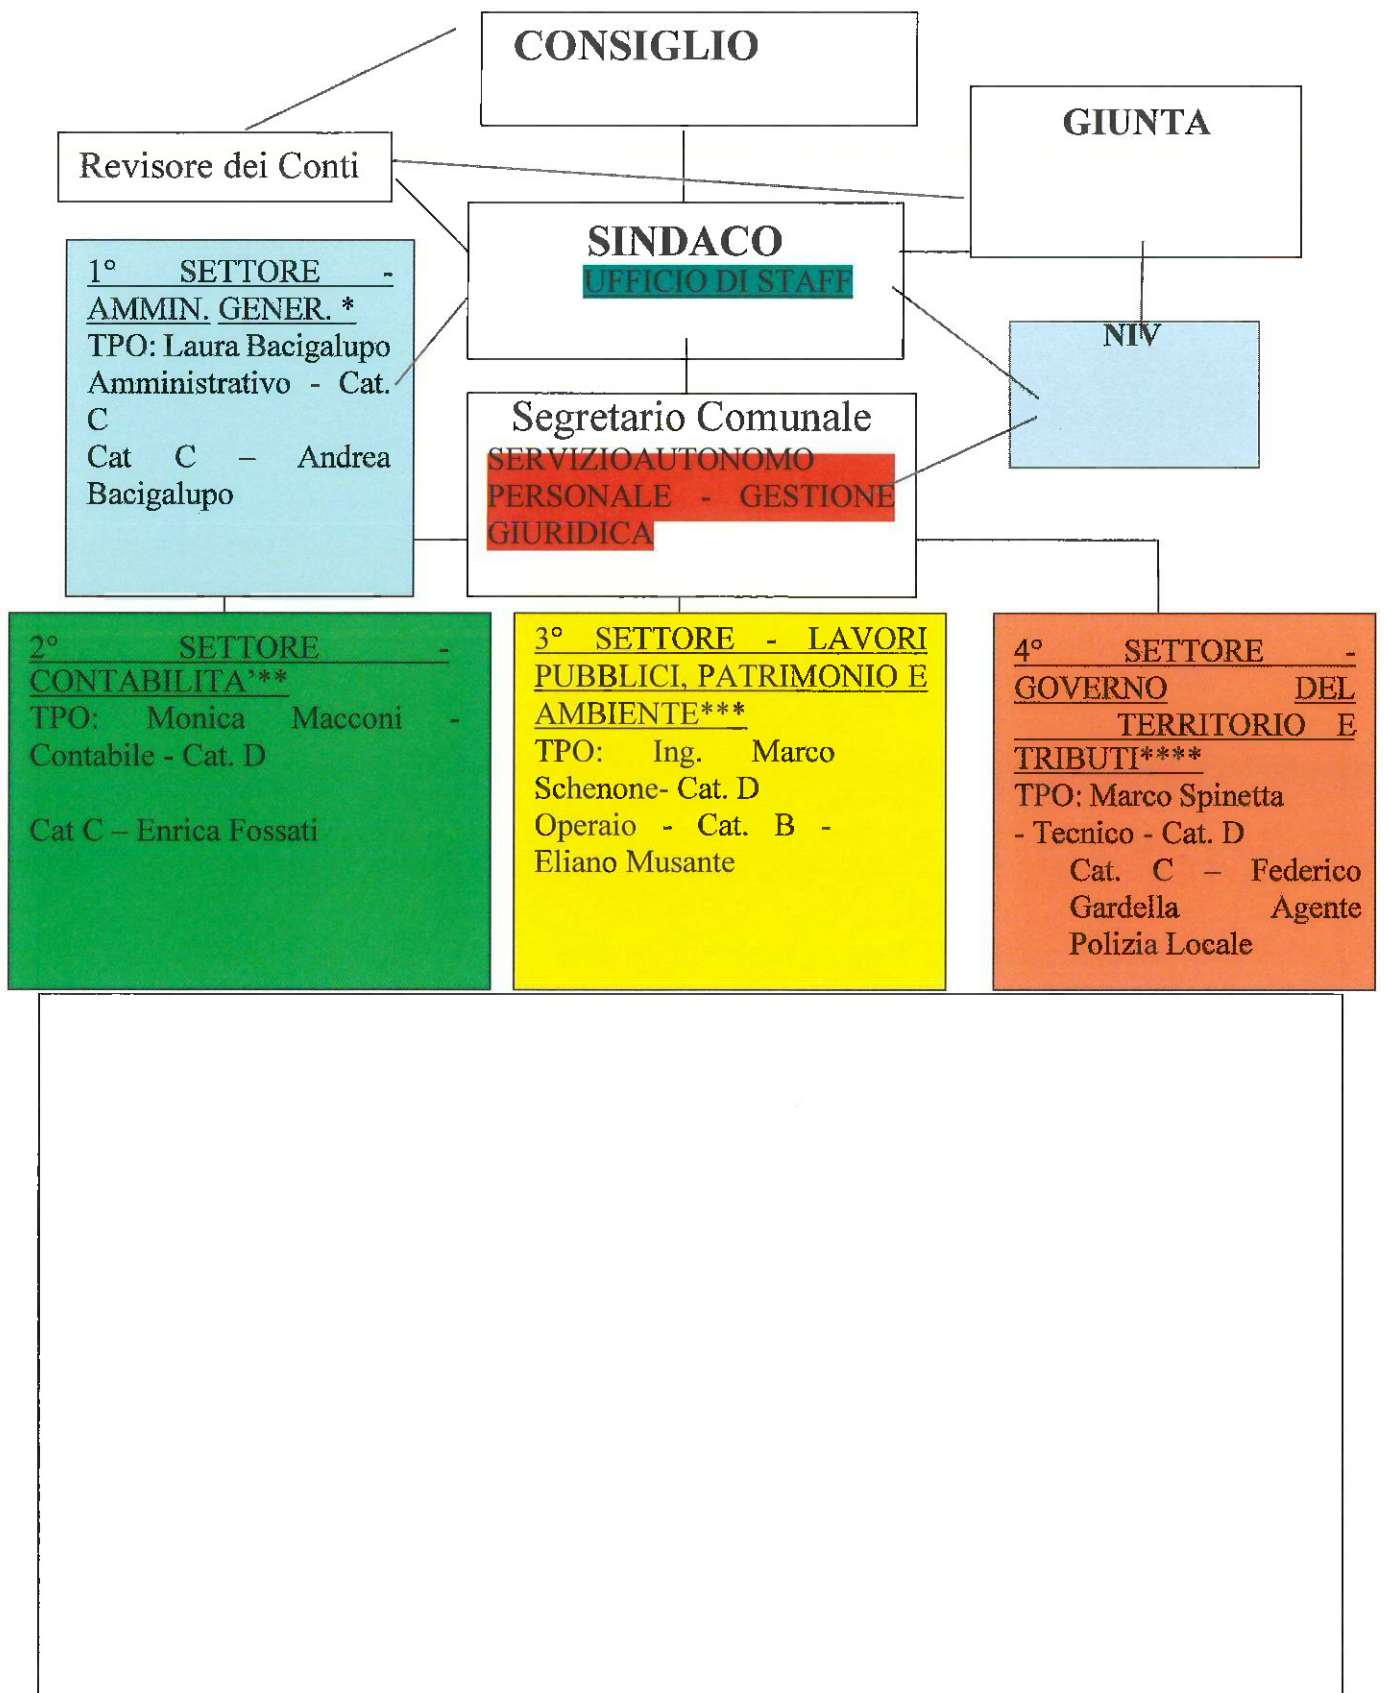 CONSIGLIO
GIUNTA
Revisore dei Conti
SINDACO
UFFICIO DI STAFF
1° SETTORE -
AMMIN. GENER. *
TPO: Laura Bacigalupo
Amministrativo - Cat.
C
Cat C – Andrea
Bacigalupo
NIV
Segretario Comunale
SERVIZIOAUTONOMO
PERSONALE - GESTIONE
GIURIDICA
2° SETTORE -
CONTABILITA'**
TPO: Monica Macconi -
Contabile - Cat. D
Cat C – Enrica Fossati
3° SETTORE - LAVORI
PUBBLICI, PATRIMONIO E
AMBIENTE***
TPO: Ing. Marco
Schenone- Cat. D
Operaio - Cat. B -
Eliano Musante
4° SETTORE -
GOVERNO DEL
TERRITORIO E
TRIBUTI****
TPO: Marco Spinetta
- Tecnico - Cat. D
Cat. C – Federico
Gardella Agente
Polizia Locale